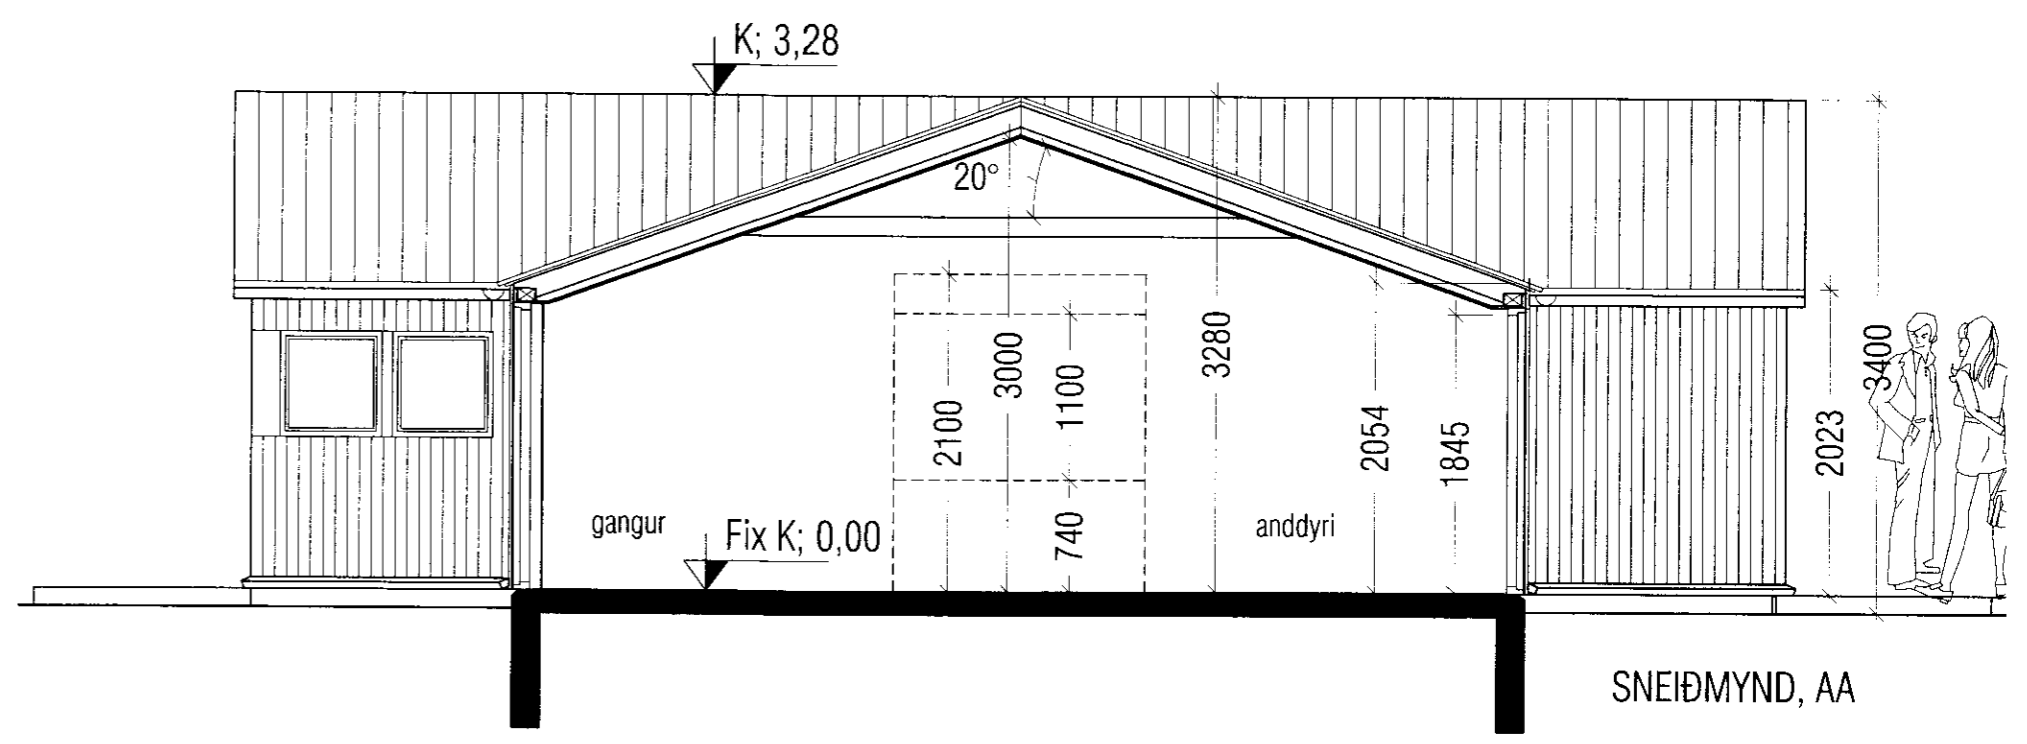 K; 3,28
20°
3400
3280
3000
1100
2100
2054
1845
2023
gangur
Fix K; 0,00
740
anddyri
SNEIÐMYND, AA